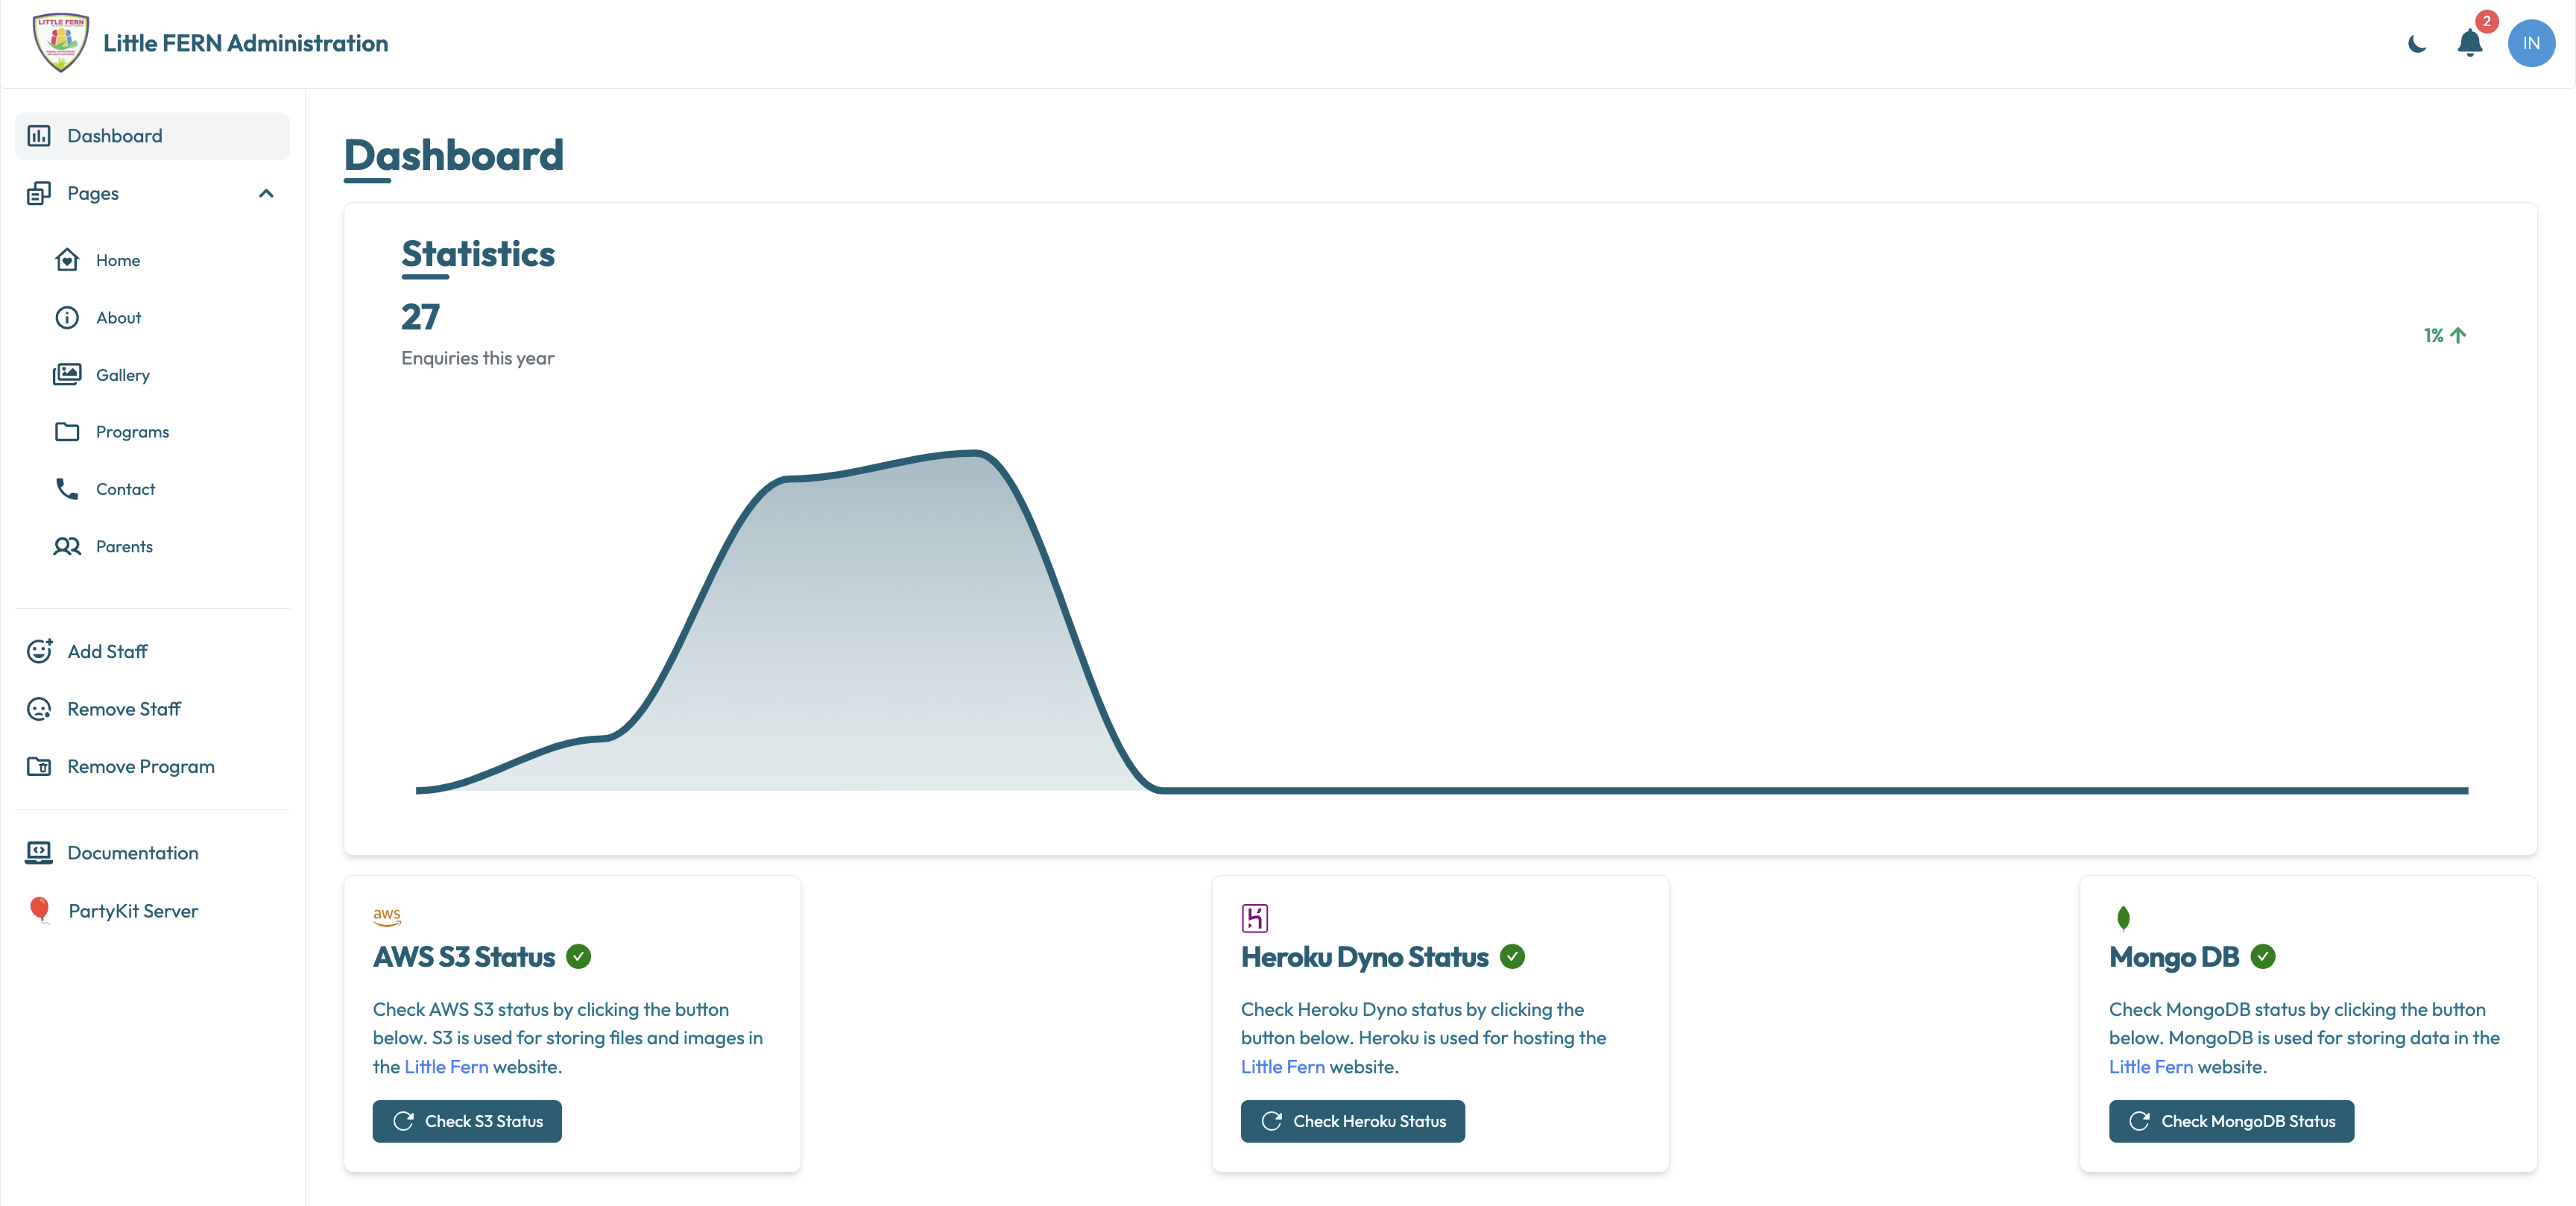 LITTLE FERN
Little FERN Administration
2
IN
Dashboard
Pages
Home
About
Gallery
Programs
Contact
Parents
Add Staff
Remove Staff
Remove Program
Documentation
PartyKit Server
Dashboard
Statistics
27
Enquiries this year
1%
aws
AWS S3 Status
Check AWS S3 status by clicking the button
below. S3 is used for storing files and images in
the Little Fern website.
Check S3 Status
Heroku Dyno Status
Check Heroku Dyno status by clicking the
button below. Heroku is used for hosting the
Little Fern website.
Check Heroku Status
Mongo DB
Check MongoDB status by clicking the button
below. MongoDB is used for storing data in the
Little Fern website.
Check MongoDB Status